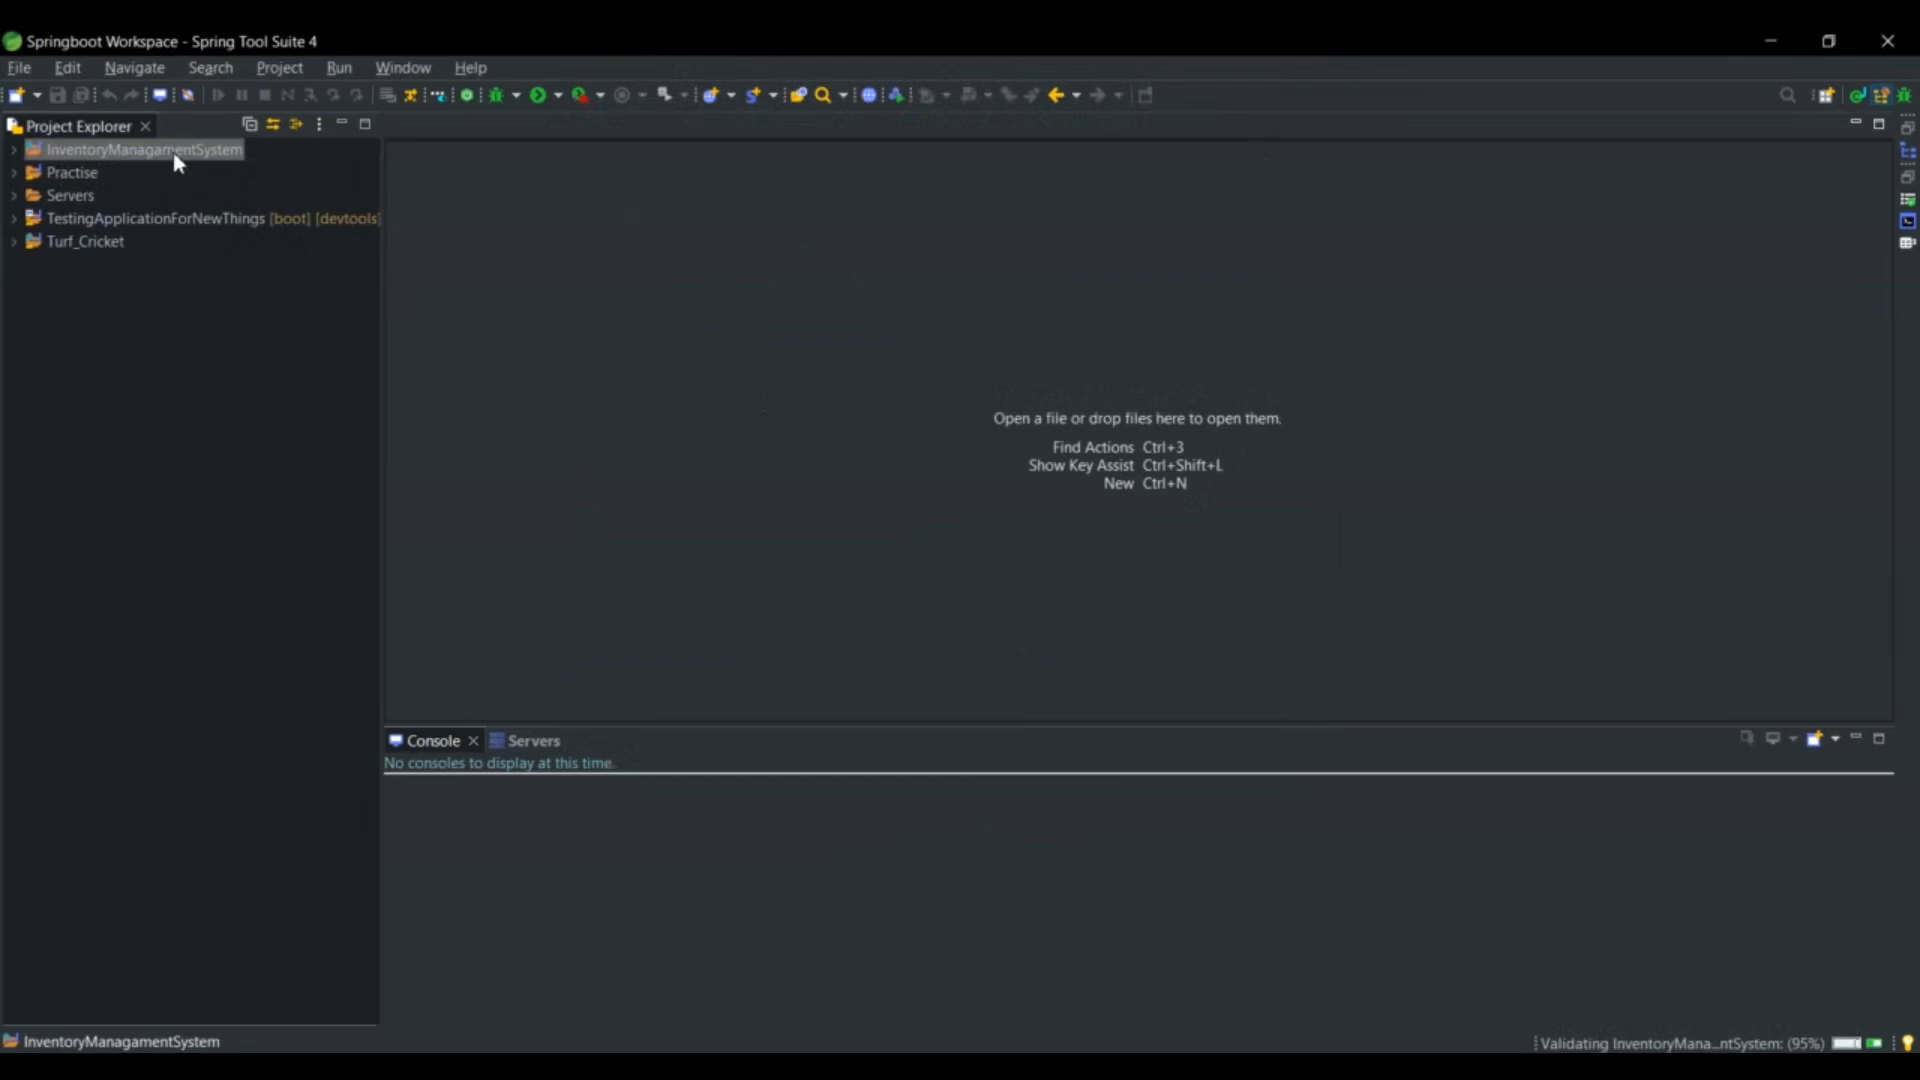 Springboot Workspace - Spring Tool Suite 4
File Edit Navigate Search Project Run Window Help
Project Explorer
InventoryManagamentSystem
Practise
Servers
TestingApplicationForNewThings [boot] [devtools]
Turf_Cricket
Open a file or drop files here to open them.
Find Actions Ctrl+3
Show Key Assist Ctrl+Shift+L
New Ctrl+N
Console Servers
No consoles to display at this time.
InventoryManagamentSystem
Validating InventoryMana...ntSystem: (95%)